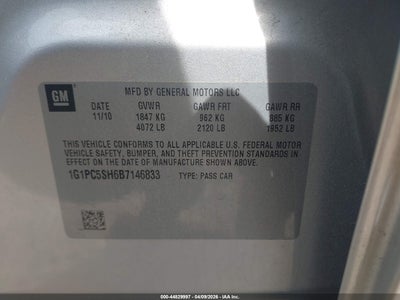 GM
MFD BY GENERAL MOTORS LLC
DATE GVWR GAWR FRT GAWR RR
11/10 1847 KG 962 KG 885 KG
4072 LB 2120 LB 1952 LB
THIS VEHICLE CONFORMS TO ALL APPLICABLE U.S. FEDERAL MOTOR
VEHICLE SAFETY, BUMPER, AND THEFT PREVENTION STANDARDS
IN EFFECT ON THE DATE OF MANUFACTURE SHOWN ABOVE.
1G1PC5SH6B7146833 TYPE: PASS CAR
000-44829997 - 04/09/2026 - IAA Inc.